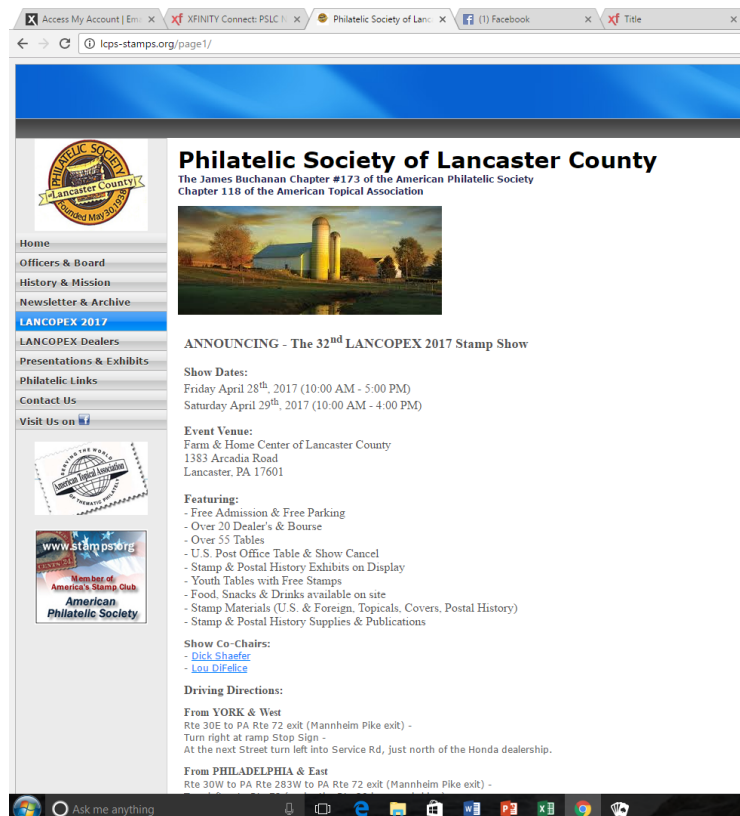 Access My Account | Em
XFINITY Connect: PSLC N
Philatelic Society of Lanc
(1) Facebook
Title
lcps-stamps.org/page1/
PHILATELIC SOCIETY
of Lancaster County
Founded May 30, 1938
Philatelic Society of Lancaster County
The James Buchanan Chapter #173 of the American Philatelic Society
Chapter 118 of the American Topical Association
Home
Officers & Board
History & Mission
Newsletter & Archive
LANCOPEX 2017
LANCOPEX Dealers
Presentations & Exhibits
Philatelic Links
Contact Us
Visit Us on
SERVING THE WORLD
American Topical Association
OF THEMATIC PHILATELY
www.stamps.org
CENTS 24
Member of
America's Stamp Club
American
Philatelic Society
ANNOUNCING - The 32nd LANCOPEX 2017 Stamp Show
Show Dates:
Friday April 28th, 2017 (10:00 AM - 5:00 PM)
Saturday April 29th, 2017 (10:00 AM - 4:00 PM)
Event Venue:
Farm & Home Center of Lancaster County
1383 Arcadia Road
Lancaster, PA 17601
Featuring:
- Free Admission & Free Parking
- Over 20 Dealer's & Bourse
- Over 55 Tables
- U.S. Post Office Table & Show Cancel
- Stamp & Postal History Exhibits on Display
- Youth Tables with Free Stamps
- Food, Snacks & Drinks available on site
- Stamp Materials (U.S. & Foreign, Topicals, Covers, Postal History)
- Stamp & Postal History Supplies & Publications
Show Co-Chairs:
- Dick Shaefer
- Lou DiFelice
Driving Directions:
From YORK & West
Rte 30E to PA Rte 72 exit (Mannheim Pike exit) -
Turn right at ramp Stop Sign -
At the next Street turn left into Service Rd, just north of the Honda dealership.
From PHILADELPHIA & East
Rte 30W to PA Rte 283W to PA Rte 72 exit (Mannheim Pike exit) -
Ask me anything